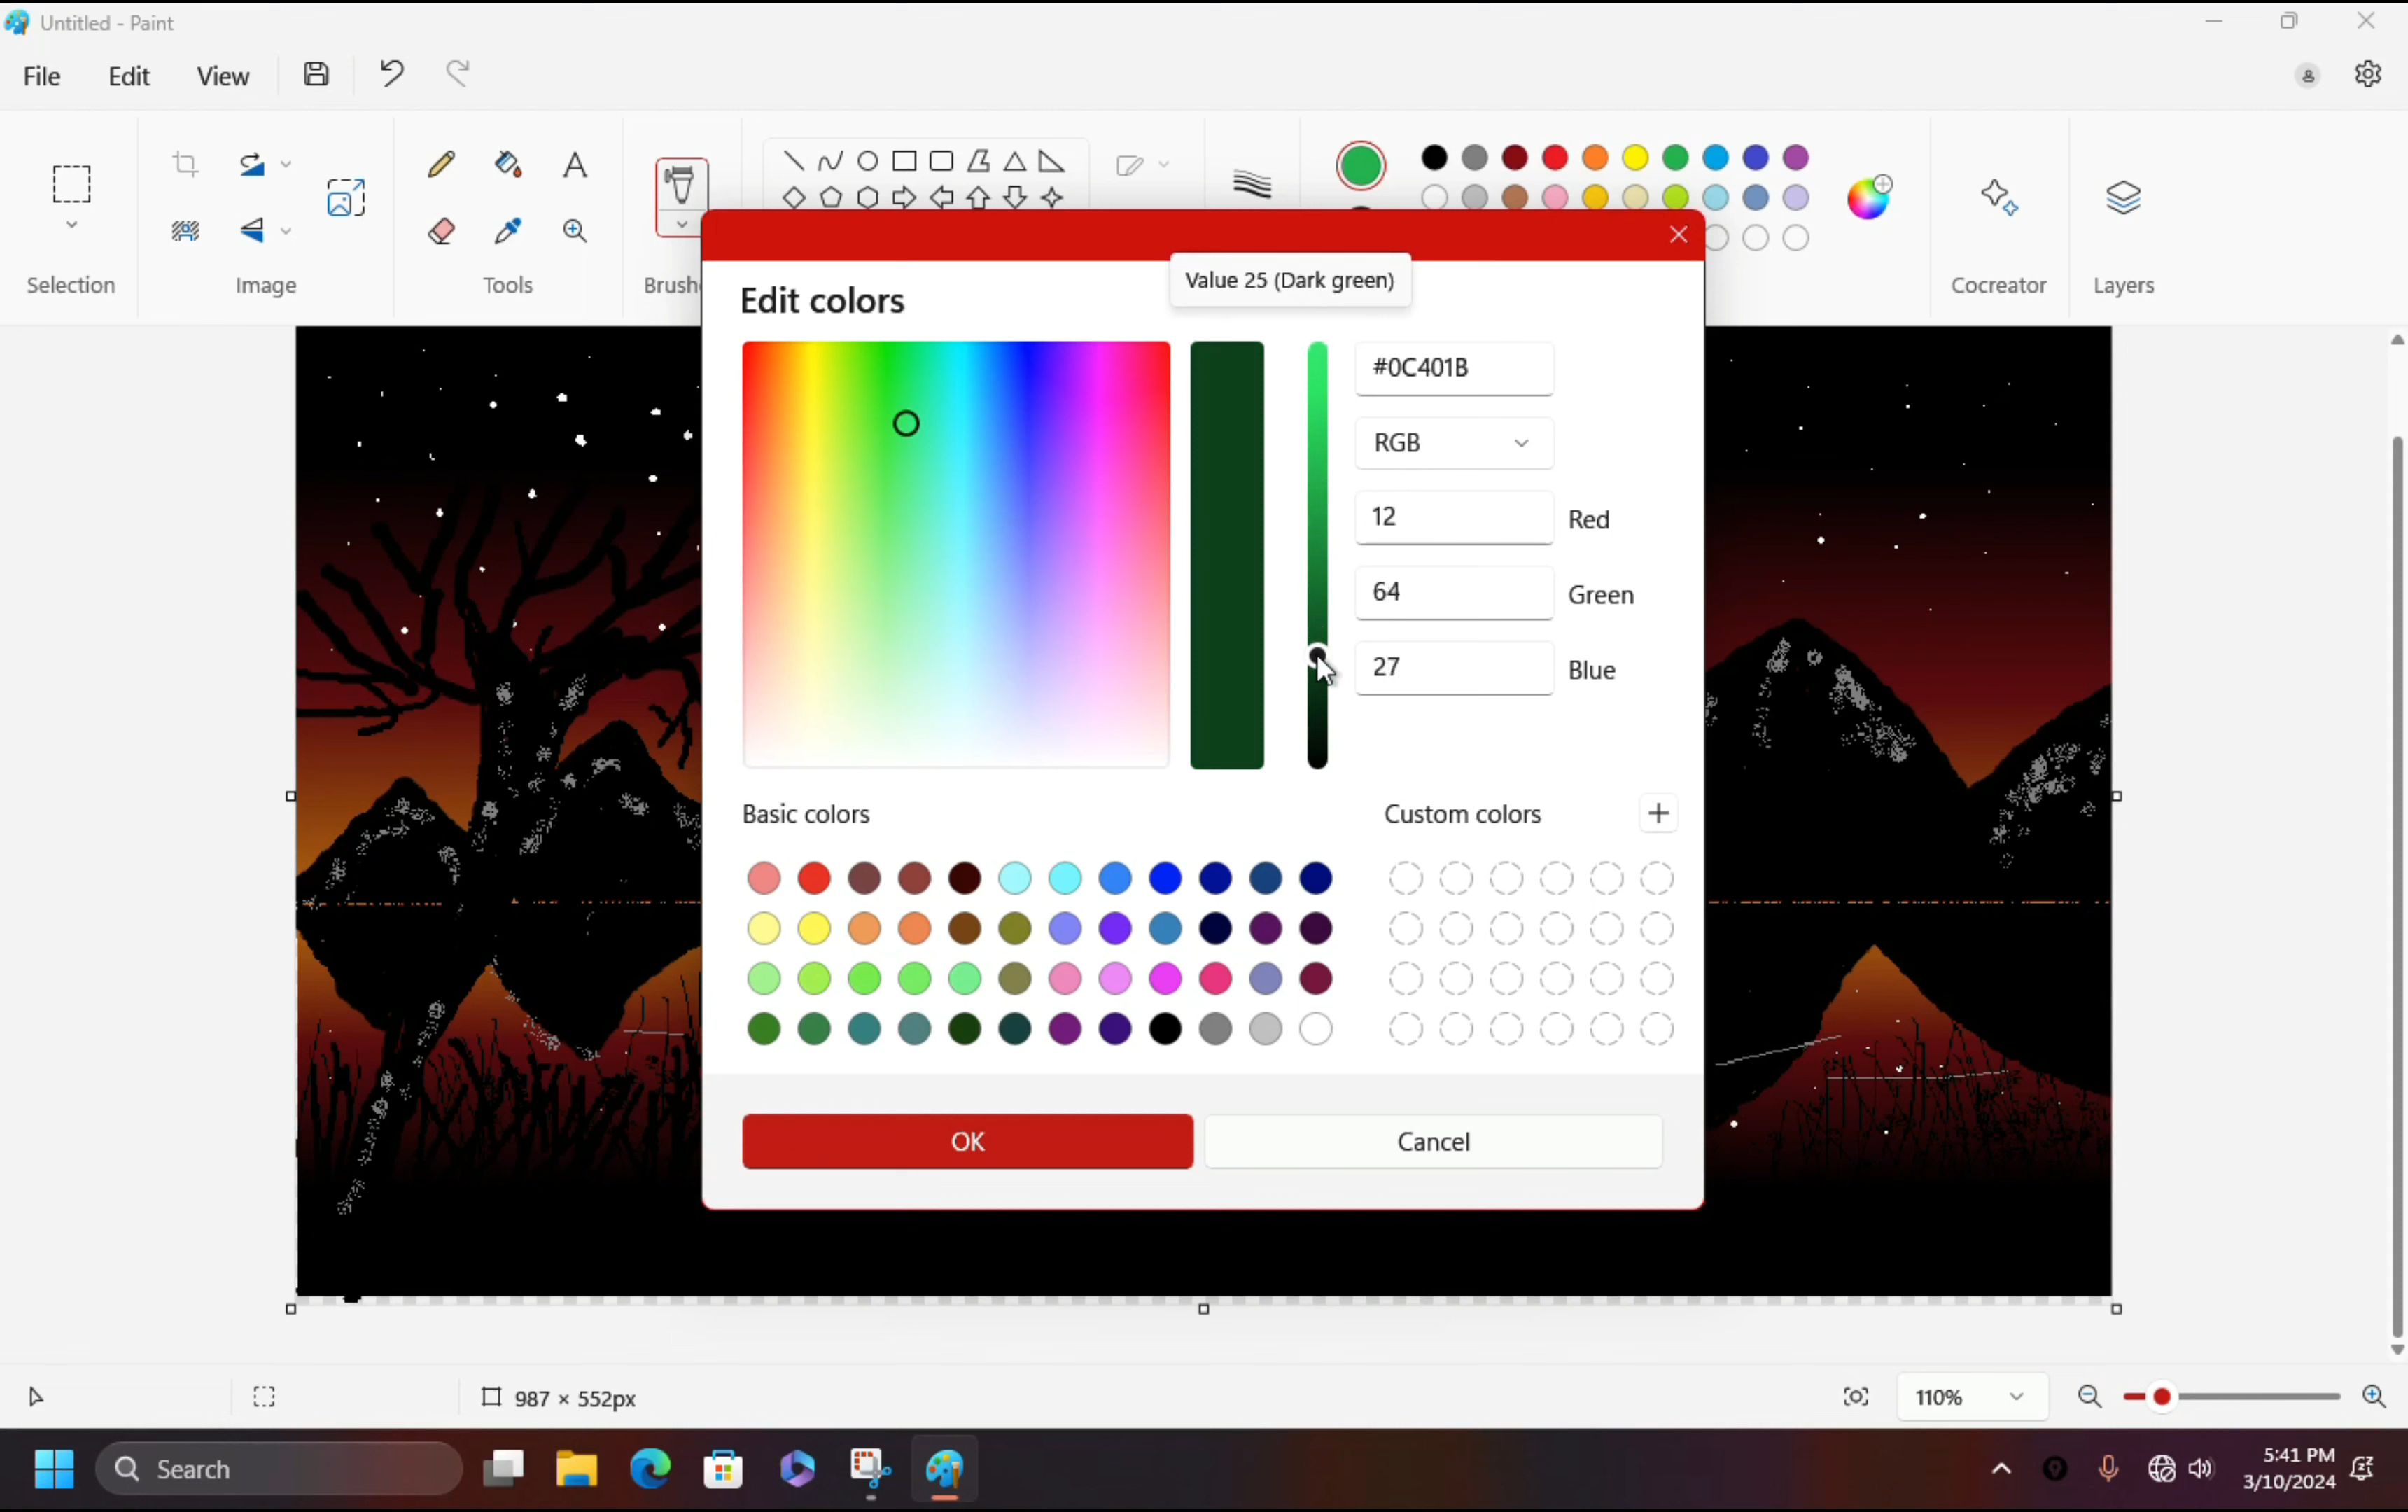 Untitled - Paint
File Edit View
Selection
Image
Tools
Brush
Cocreator
Layers
Value 25 (Dark green)
Edit colors
#0C401B
RGB
12 Red
64 Green
27 Blue
Basic colors
Custom colors
OK
Cancel
987 × 552px
110%
Search
5:41 PM
3/10/2024